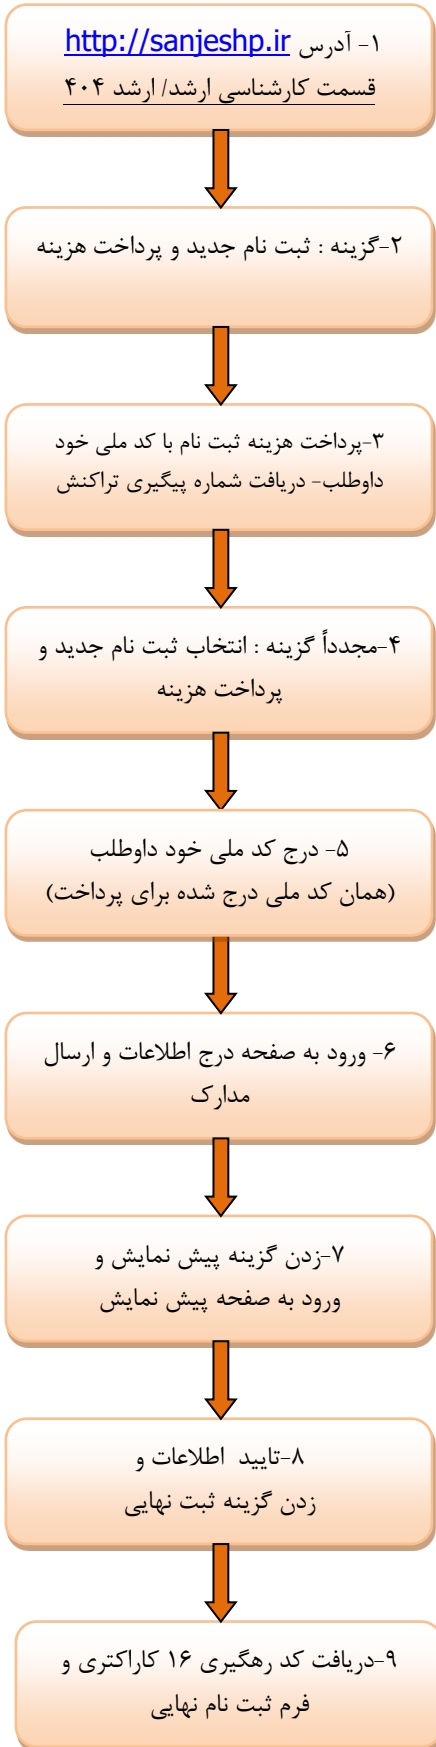 ۱- آدرس http://sanjeshp.ir
قسمت کارشناسی ارشد/ ارشد ۴۰۴
۲-گزینه : ثبت نام جدید و پرداخت هزینه
۳-پرداخت هزینه ثبت نام با کد ملی خود
داوطلب- دریافت شماره پیگیری تراکنش
۴-مجدداً گزینه : انتخاب ثبت نام جدید و
پرداخت هزینه
۵- درج کد ملی خود داوطلب
(همان کد ملی درج شده برای پرداخت)
۶- ورود به صفحه درج اطلاعات و ارسال
مدارک
۷-زدن گزینه پیش نمایش و
ورود به صفحه پیش نمایش
۸-تایید اطلاعات و
زدن گزینه ثبت نهایی
۹-دریافت کد رهگیری ۱۶ کاراکتری و
فرم ثبت نام نهایی